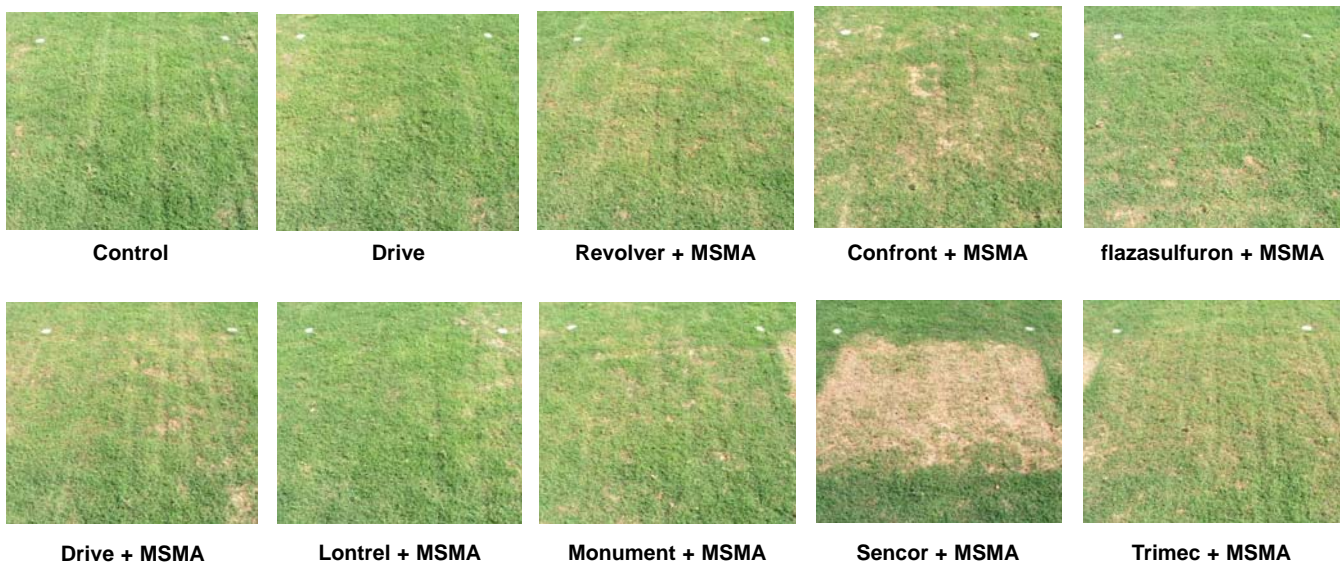 Control
Drive
Revolver + MSMA
Confront + MSMA
flazasulfuron + MSMA
Drive + MSMA
Lontrel + MSMA
Monument + MSMA
Sencor + MSMA
Trimec + MSMA